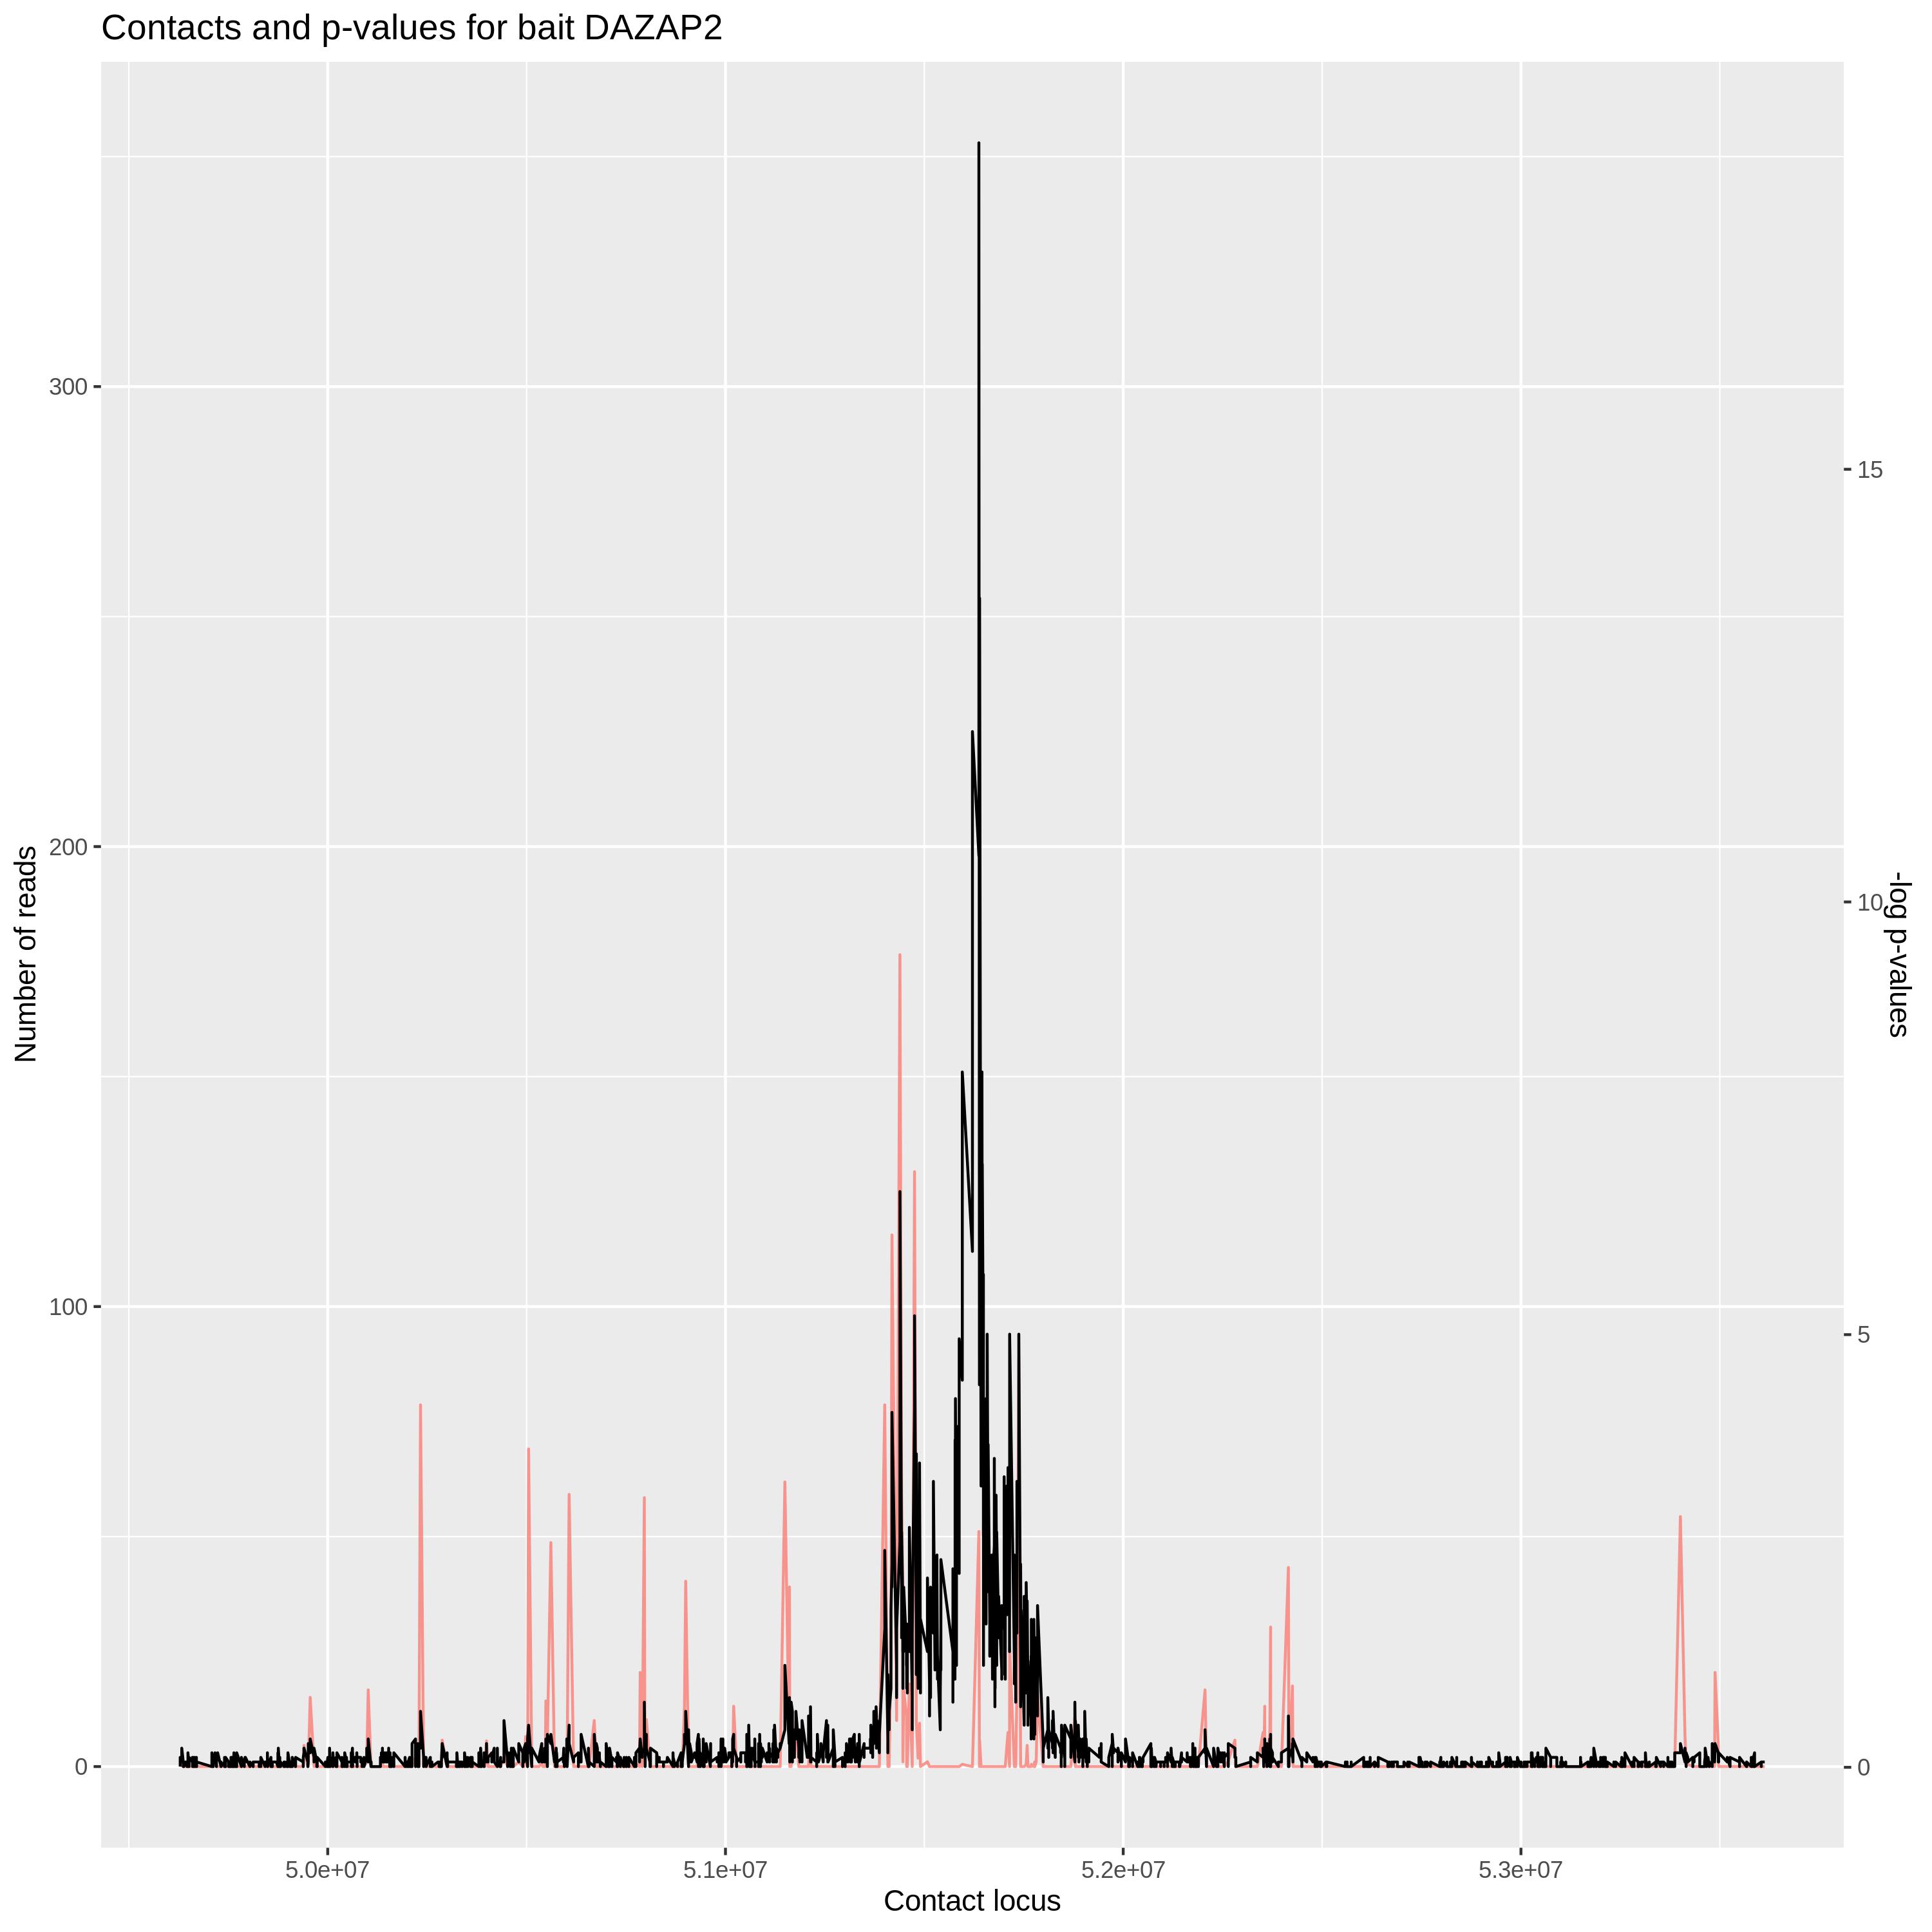 Contacts and p-values for bait DAZAP2
Number of reads
300
200
100
0
15
10
5
0
-log p-values
5.0e+07
5.1e+07
5.2e+07
5.3e+07
Contact locus